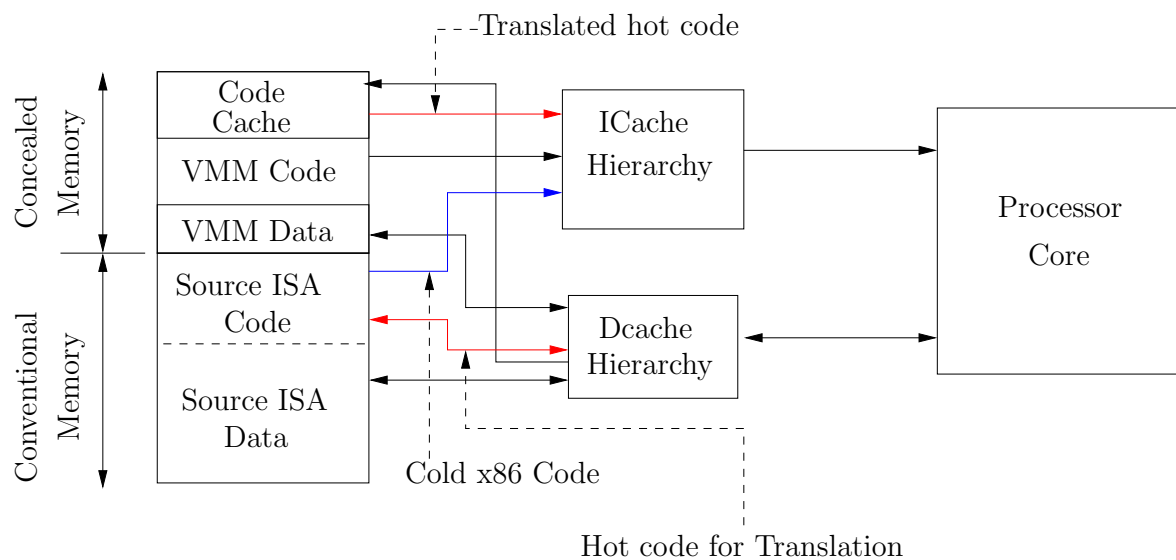 Translated hot code
Concealed
Memory
Code
Cache
VMM Code
VMM Data
ICache
Hierarchy
Processor
Core
Conventional
Memory
Source ISA
Code
Source ISA
Data
Dcache
Hierarchy
Cold x86 Code
Hot code for Translation